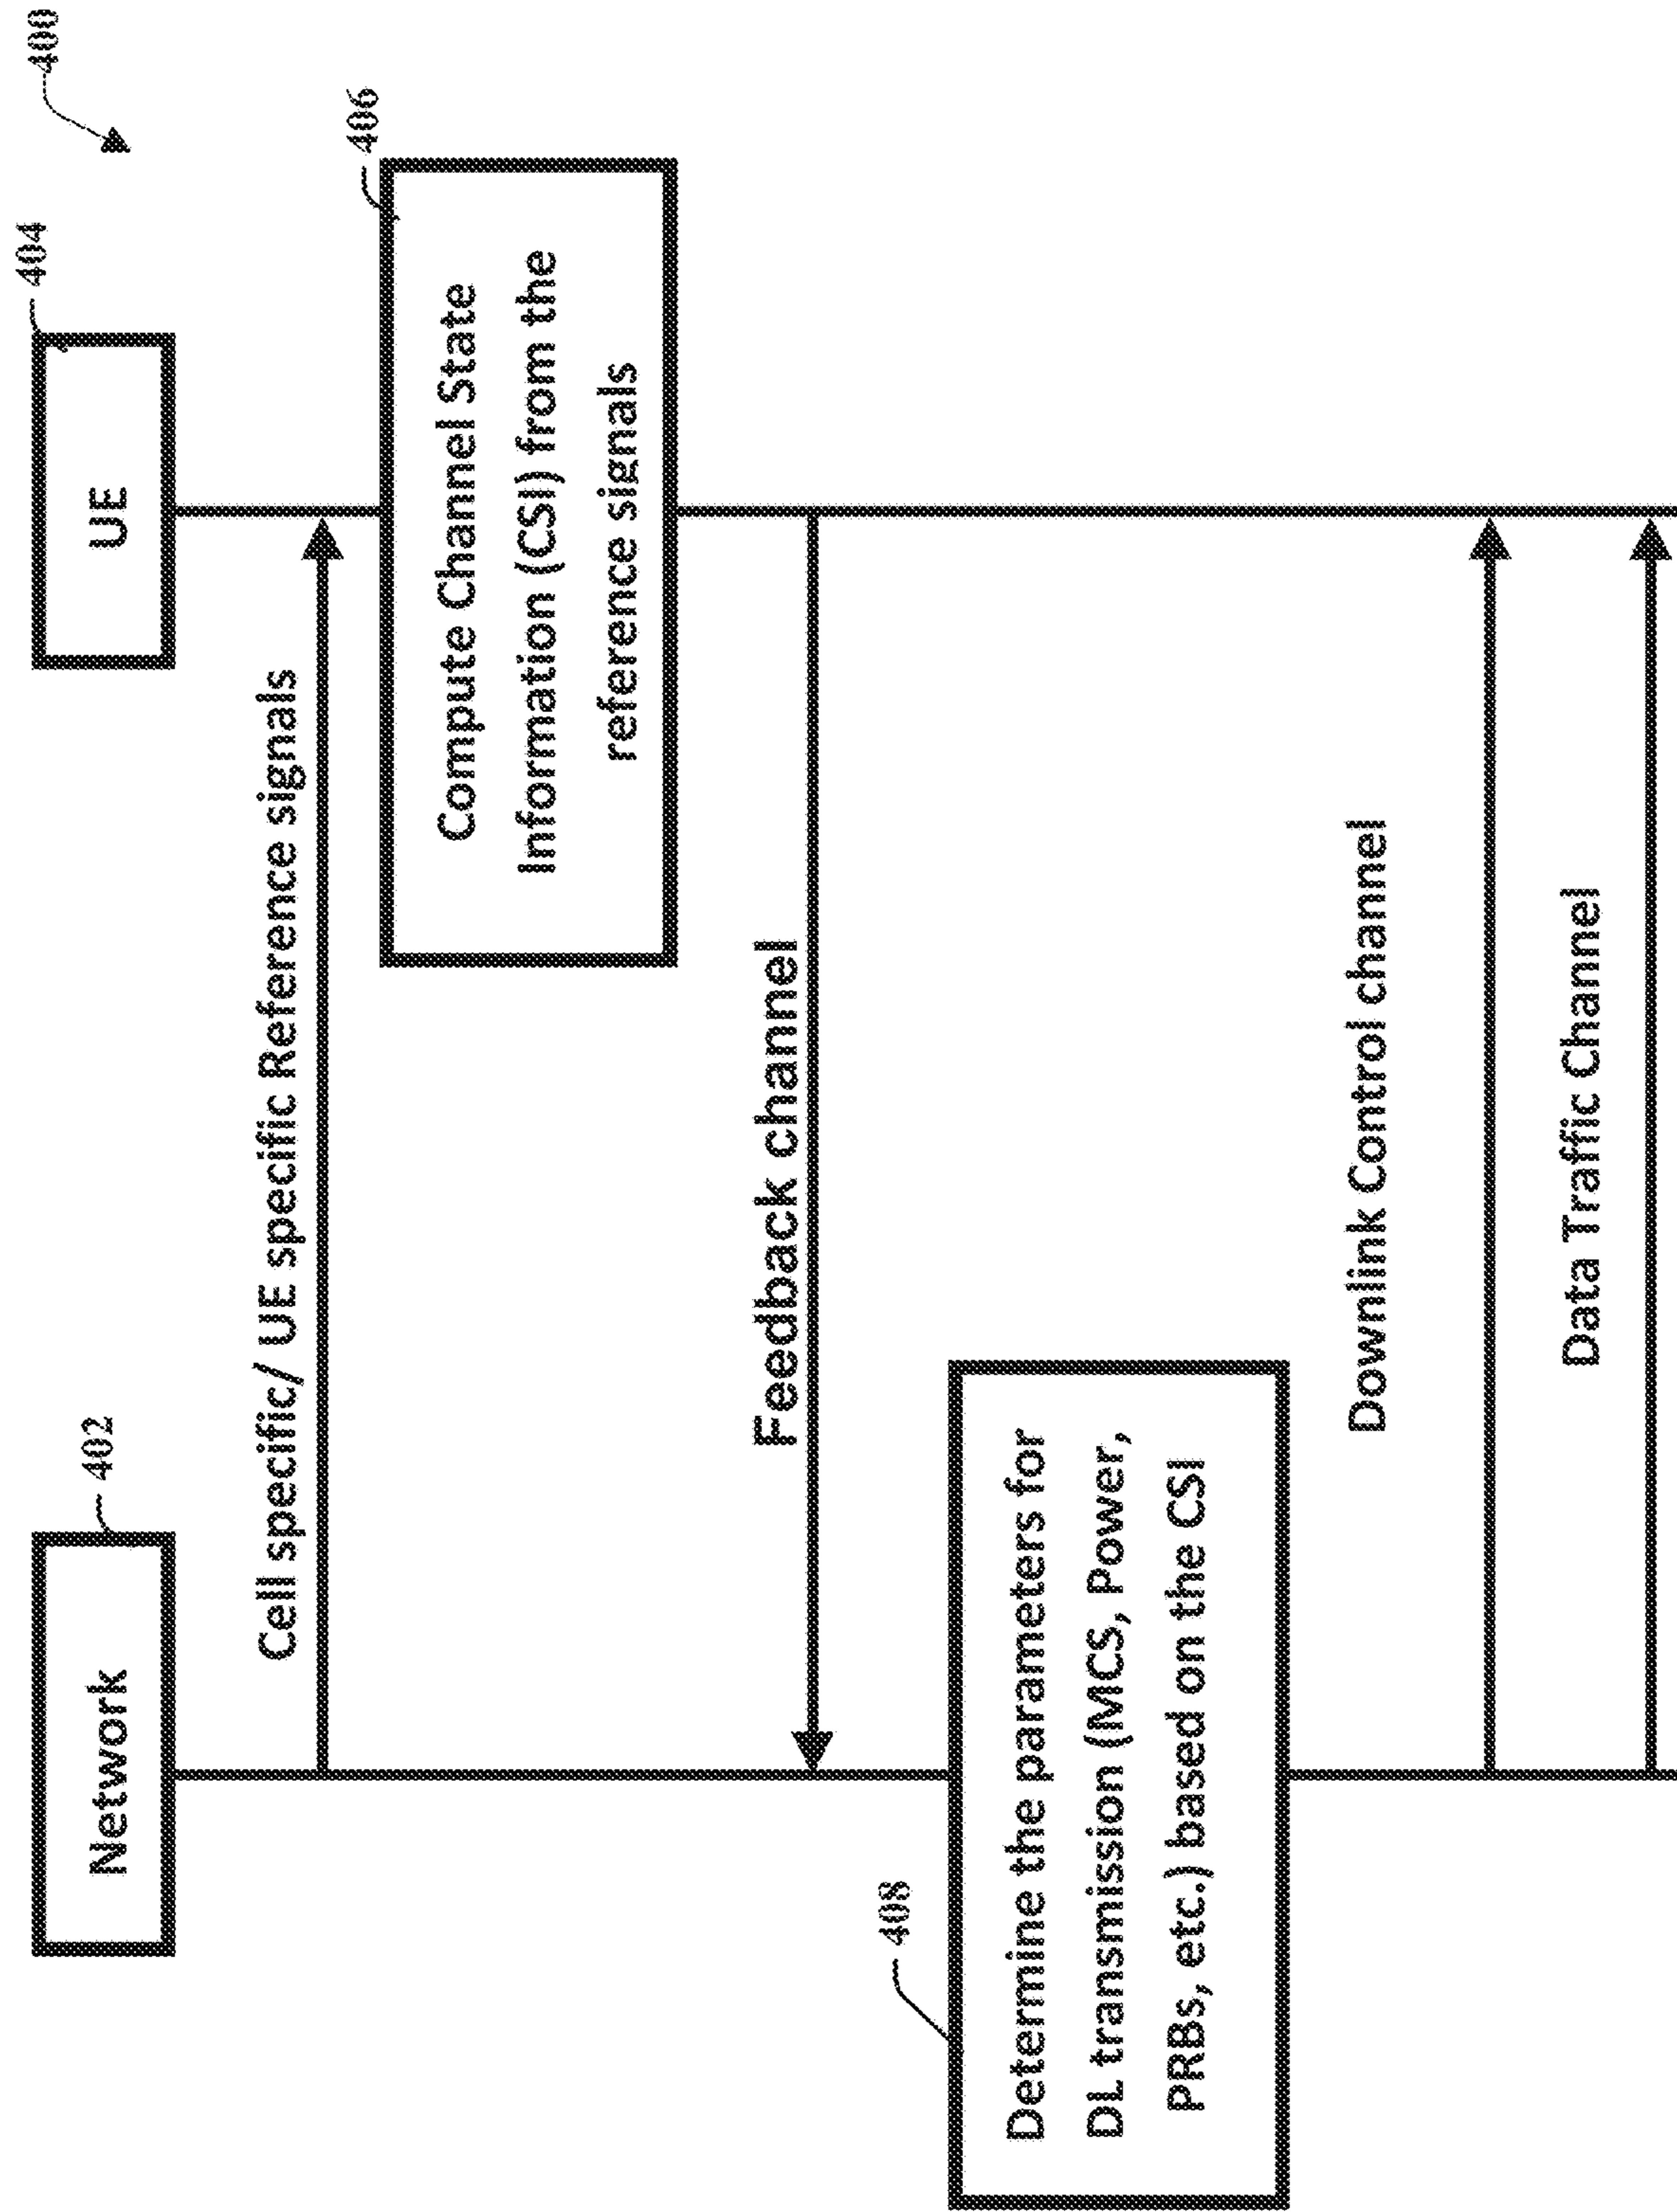 400
Network
402
UE
404
Cell specific/ UE specific Reference signals
406
Compute Channel State
Information (CSI) from the
reference signals
Feedback channel
408
Determine the parameters for
DL transmission (MCS, Power,
PRBs, etc.) based on the CSI
Downlink Control channel
Data Traffic Channel